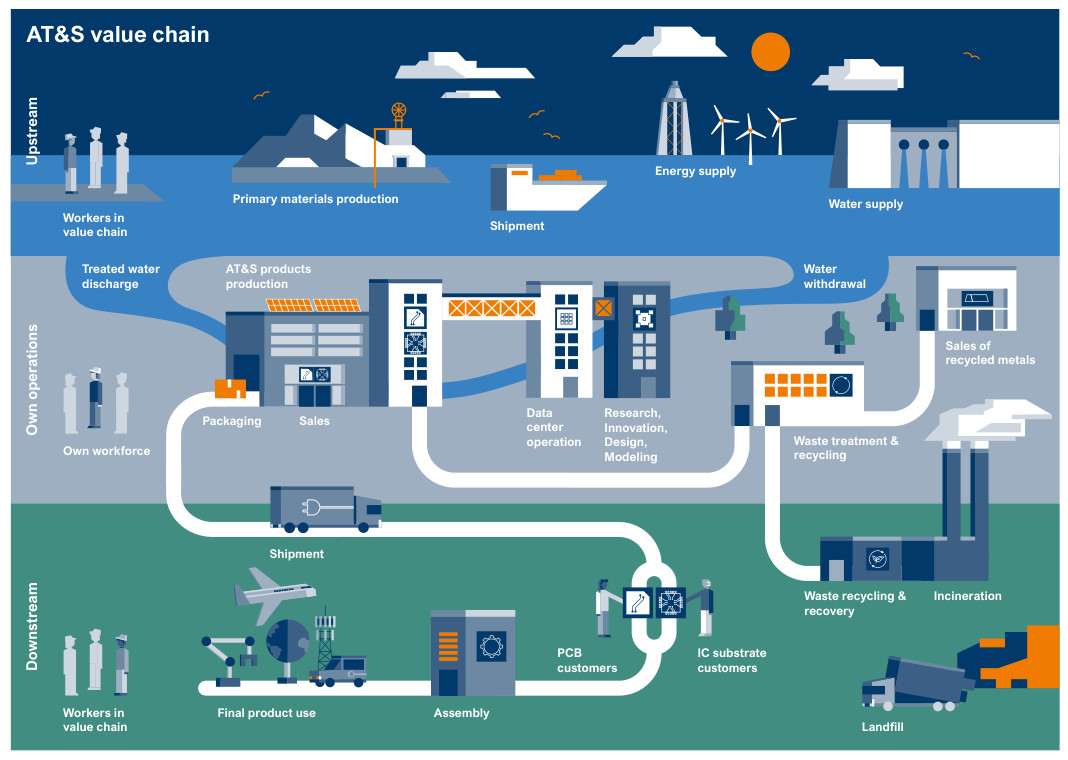 AT&S value chain
Upstream
Workers in
value chain
Primary materials production
Shipment
Energy supply
Water supply
Own operations
Treated water
discharge
AT&S products
production
Water
withdrawal
Sales of
recycled metals
Own workforce
Packaging
Sales
Data
center
operation
Research,
Innovation,
Design,
Modeling
Waste treatment &
recycling
Downstream
Shipment
Waste recycling &
recovery
Incineration
PCB
customers
IC substrate
customers
Workers in
value chain
Final product use
Assembly
Landfill